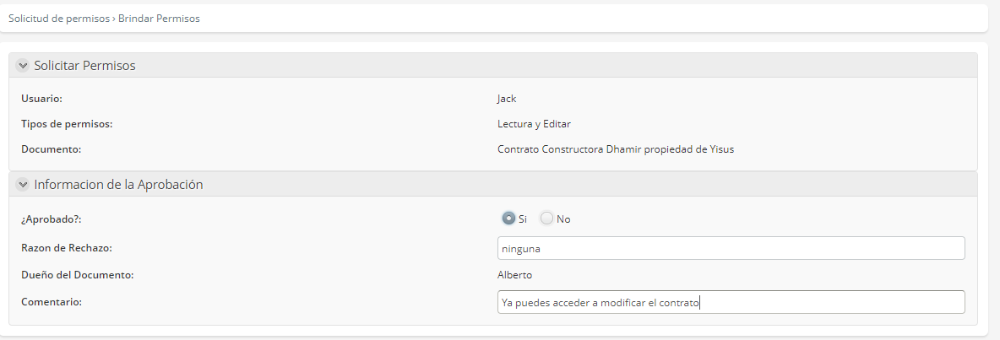 Solicitud de permisos › Brindar Permisos
Solicitar Permisos
Usuario: Jack
Tipos de permisos: Lectura y Editar
Documento: Contrato Constructora Dhamir propiedad de Yisus
Informacion de la Aprobación
¿Aprobado?: Si No
Razon de Rechazo: ninguna
Dueño del Documento: Alberto
Comentario: Ya puedes acceder a modificar el contrato